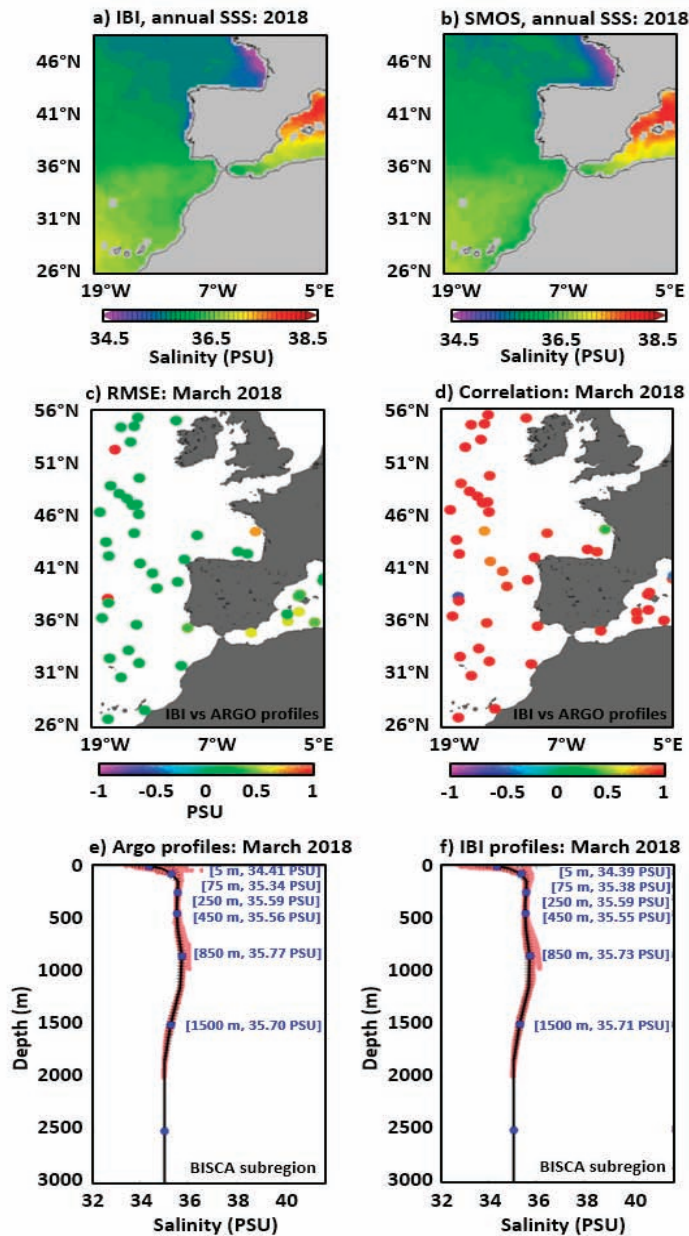 a) IBI, annual SSS: 2018
b) SMOS, annual SSS: 2018
46°N
41°N
36°N
31°N
26°N
19°W 7°W 5°E
34.5 36.5 38.5
Salinity (PSU)
46°N
41°N
36°N
31°N
26°N
19°W 7°W 5°E
34.5 36.5 38.5
Salinity (PSU)
c) RMSE: March 2018
d) Correlation: March 2018
56°N
51°N
46°N
41°N
36°N
31°N
26°N
IBI vs ARGO profiles
19°W 7°W 5°E
-1 -0.5 0 0.5 1
PSU
56°N
51°N
46°N
41°N
36°N
31°N
26°N
IBI vs ARGO profiles
19°W 7°W 5°E
-1 -0.5 0 0.5 1
e) Argo profiles: March 2018
f) IBI profiles: March 2018
Depth (m)
0
500
1000
1500
2000
2500
3000
[5 m, 34.41 PSU]
[75 m, 35.34 PSU]
[250 m, 35.59 PSU]
[450 m, 35.56 PSU]
[850 m, 35.77 PSU]
[1500 m, 35.70 PSU]
BISCA subregion
32 34 36 38 40
Salinity (PSU)
Depth (m)
0
500
1000
1500
2000
2500
3000
[5 m, 34.39 PSU]
[75 m, 35.38 PSU]
[250 m, 35.59 PSU]
[450 m, 35.55 PSU]
[850 m, 35.73 PSU]
[1500 m, 35.71 PSU]
BISCA subregion
32 34 36 38 40
Salinity (PSU)